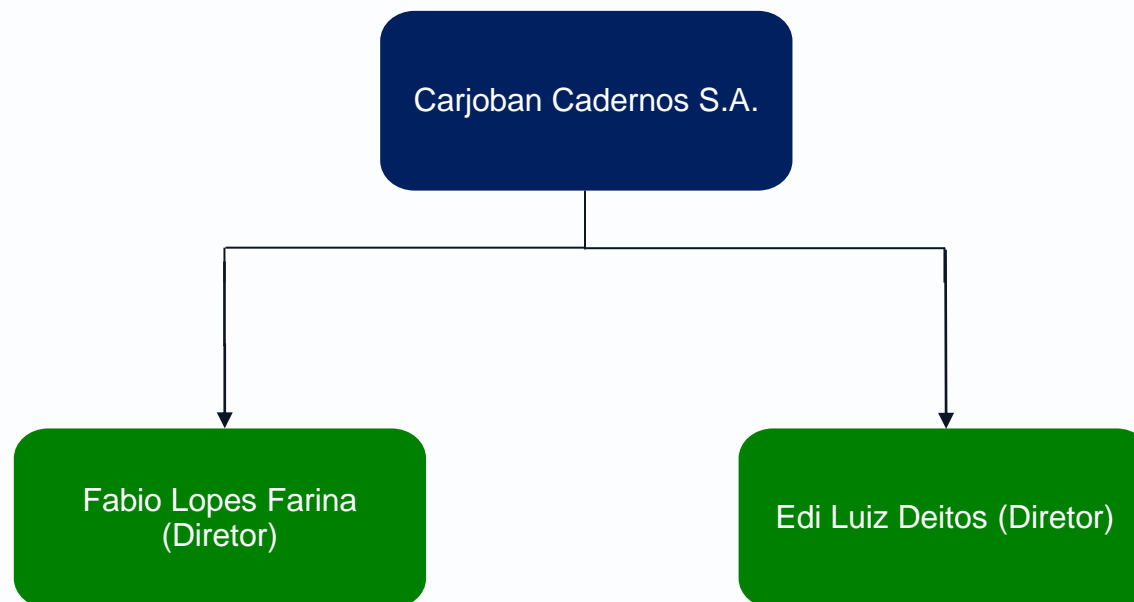 Carjoban Cadernos S.A.
Fabio Lopes Farina
(Diretor)
Edi Luiz Deitos (Diretor)